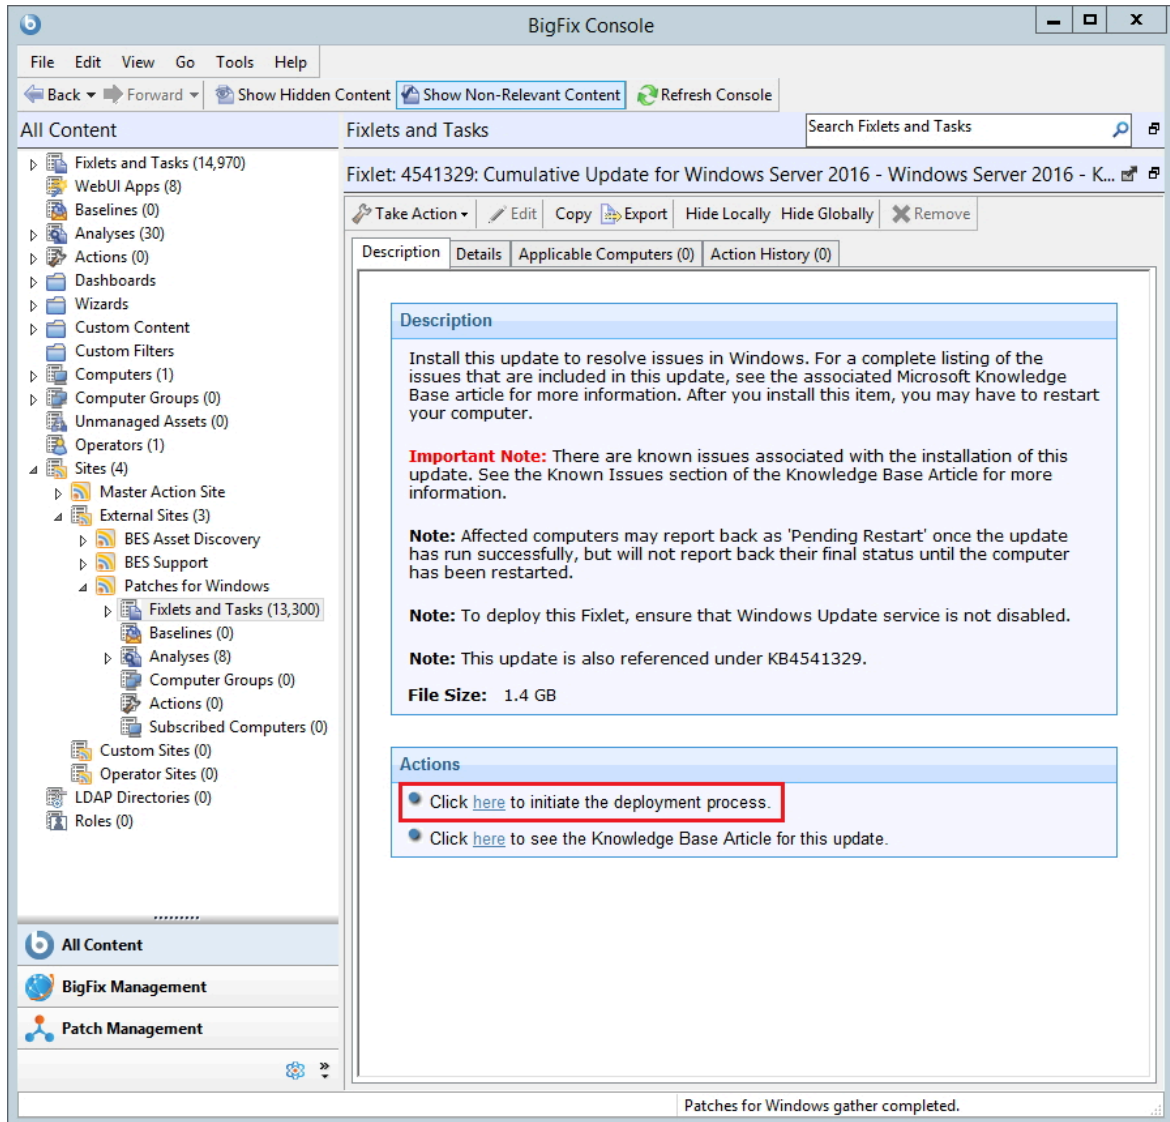 BigFix Console
File Edit View Go Tools Help
Back Forward Show Hidden Content Show Non-Relevant Content Refresh Console
All Content
Fixlets and Tasks (14,970)
WebUI Apps (8)
Baselines (0)
Analyses (30)
Actions (0)
Dashboards
Wizards
Custom Content
Custom Filters
Computers (1)
Computer Groups (0)
Unmanaged Assets (0)
Operators (1)
Sites (4)
Master Action Site
External Sites (3)
BES Asset Discovery
BES Support
Patches for Windows
Fixlets and Tasks (13,300)
Baselines (0)
Analyses (8)
Computer Groups (0)
Actions (0)
Subscribed Computers (0)
Custom Sites (0)
Operator Sites (0)
LDAP Directories (0)
Roles (0)
All Content
BigFix Management
Patch Management
Fixlets and Tasks
Search Fixlets and Tasks
Fixlet: 4541329: Cumulative Update for Windows Server 2016 - Windows Server 2016 - K...
Take Action Edit Copy Export Hide Locally Hide Globally Remove
Description Details Applicable Computers (0) Action History (0)
Description
Install this update to resolve issues in Windows. For a complete listing of the
issues that are included in this update, see the associated Microsoft Knowledge
Base article for more information. After you install this item, you may have to restart
your computer.
Important Note: There are known issues associated with the installation of this
update. See the Known Issues section of the Knowledge Base Article for more
information.
Note: Affected computers may report back as 'Pending Restart' once the update
has run successfully, but will not report back their final status until the computer
has been restarted.
Note: To deploy this Fixlet, ensure that Windows Update service is not disabled.
Note: This update is also referenced under KB4541329.
File Size: 1.4 GB
Actions
Click here to initiate the deployment process.
Click here to see the Knowledge Base Article for this update.
Patches for Windows gather completed.